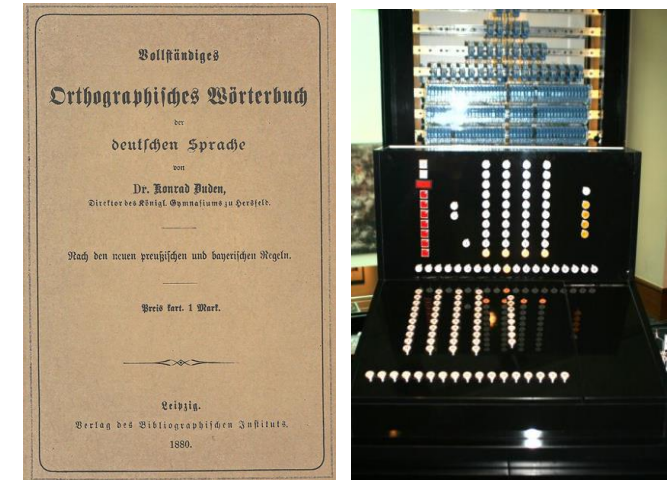 Vollständiges
Orthographisches Wörterbuch
der
deutschen Sprache
von
Dr. Konrad Duden,
Direktor des Königl. Gymnasiums zu Hersfeld.
Nach den neuen preußischen und bayerischen Regeln.
Preis kart. 1 Mark.
Leipzig.
Verlag des Bibliographischen Instituts.
1880.